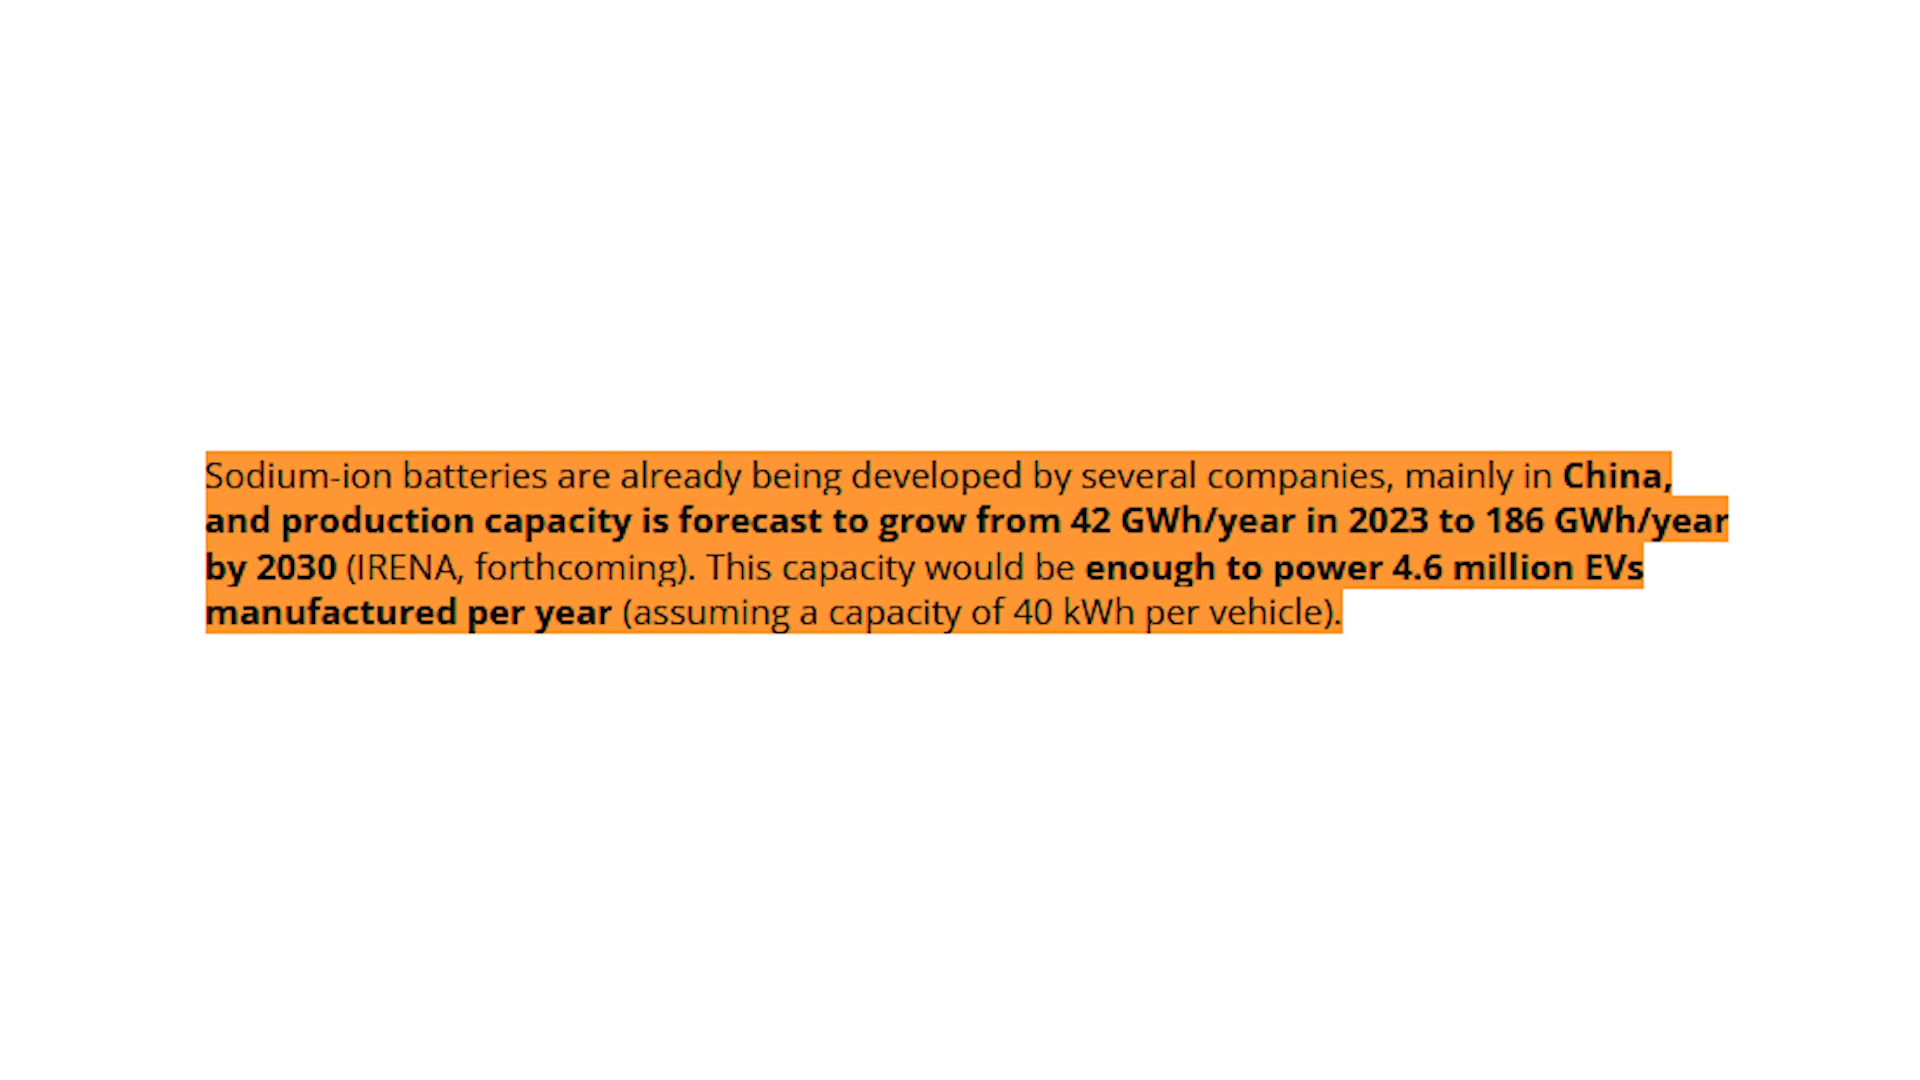 Sodium-ion batteries are already being developed by several companies, mainly in China,
and production capacity is forecast to grow from 42 GWh/year in 2023 to 186 GWh/year
by 2030 (IRENA, forthcoming). This capacity would be enough to power 4.6 million EVs
manufactured per year (assuming a capacity of 40 kWh per vehicle).